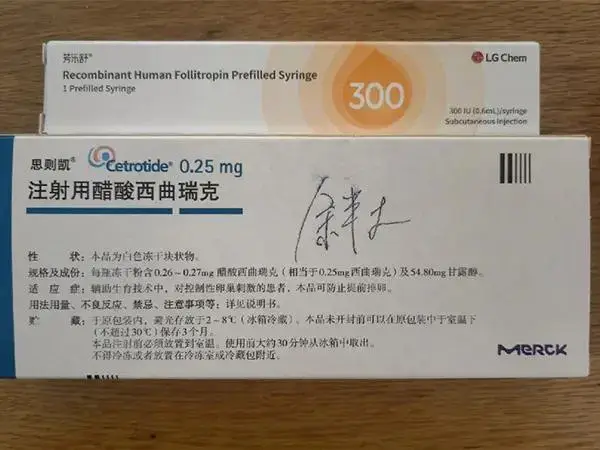 芳乐舒®
LG Chem
Recombinant Human Follitropin Prefilled Syringe
1 Prefilled Syringe
300
300 IU (0.6mL)/syringe
Subcutaneous Injection
思则凯® Cetrotide® 0.25 mg
注射用醋酸西曲瑞克
性 状：本品为白色冻干块状物。
规格及成份：每瓶冻干粉含0.26~0.27mg 醋酸西曲瑞克（相当于0.25mg西曲瑞克）及54.80mg甘露醇。
适 应 症：辅助生育技术中，对控制性卵巢刺激的患者，本品可防止提前排卵。
用法用量、不良反应、禁忌、注意事项等：详见说明书。
贮 藏：于原包装内，避光存放于2~8℃（冰箱冷藏）。本品未开封前可以在原包装中于室温下
（不超过30℃）保存3个月。
本品注射前必须放置到室温。使用前大约30分钟从冰箱中取出。
不得冷冻或者放置在冷冻室或冷藏包附近。
MERCK